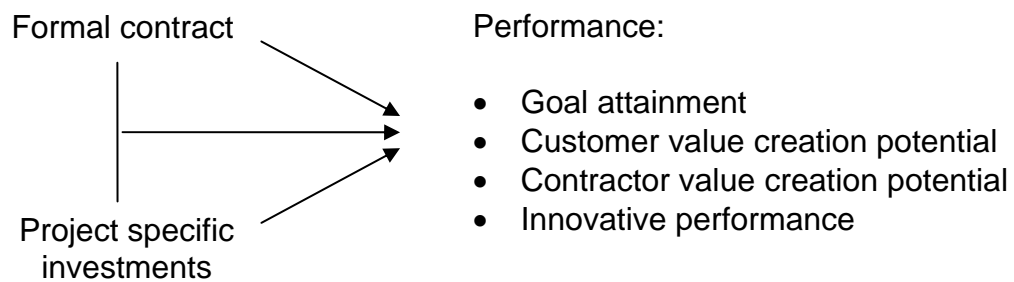 Formal contract
Project specific
investments
Performance:
• Goal attainment
• Customer value creation potential
• Contractor value creation potential
• Innovative performance